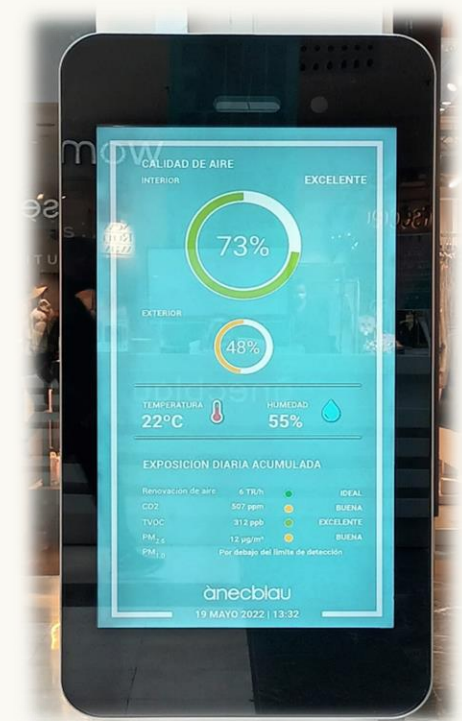 CALIDAD DE AIRE
INTERIOR EXCELENTE
73%
EXTERIOR
48%
TEMPERATURA HUMEDAD
22°C 55%
EXPOSICION DIARIA ACUMULADA
Renovación de aire 6 TR/h IDEAL
CO2 507 ppm BUENA
TVOC 312 ppb EXCELENTE
PM2.5 12 µg/m³ BUENA
PM1.0 Por debajo del límite de detección
ànecblau
19 MAYO 2022 | 13:32